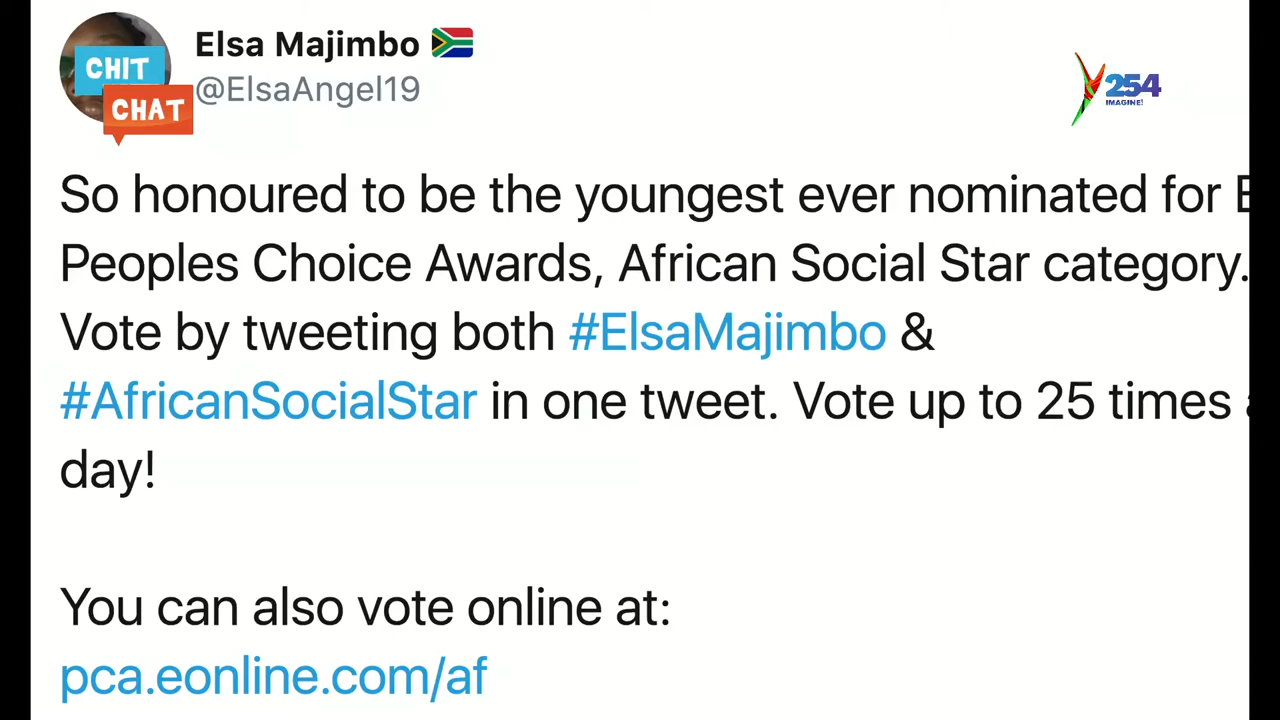 Elsa Majimbo
@ElsaAngel19
CHIT
CHAT
254
IMAGINE!
So honoured to be the youngest ever nominated for
Peoples Choice Awards, African Social Star category.
Vote by tweeting both #ElsaMajimbo &
#AfricanSocialStar in one tweet. Vote up to 25 times
day!
You can also vote online at:
pca.eonline.com/af